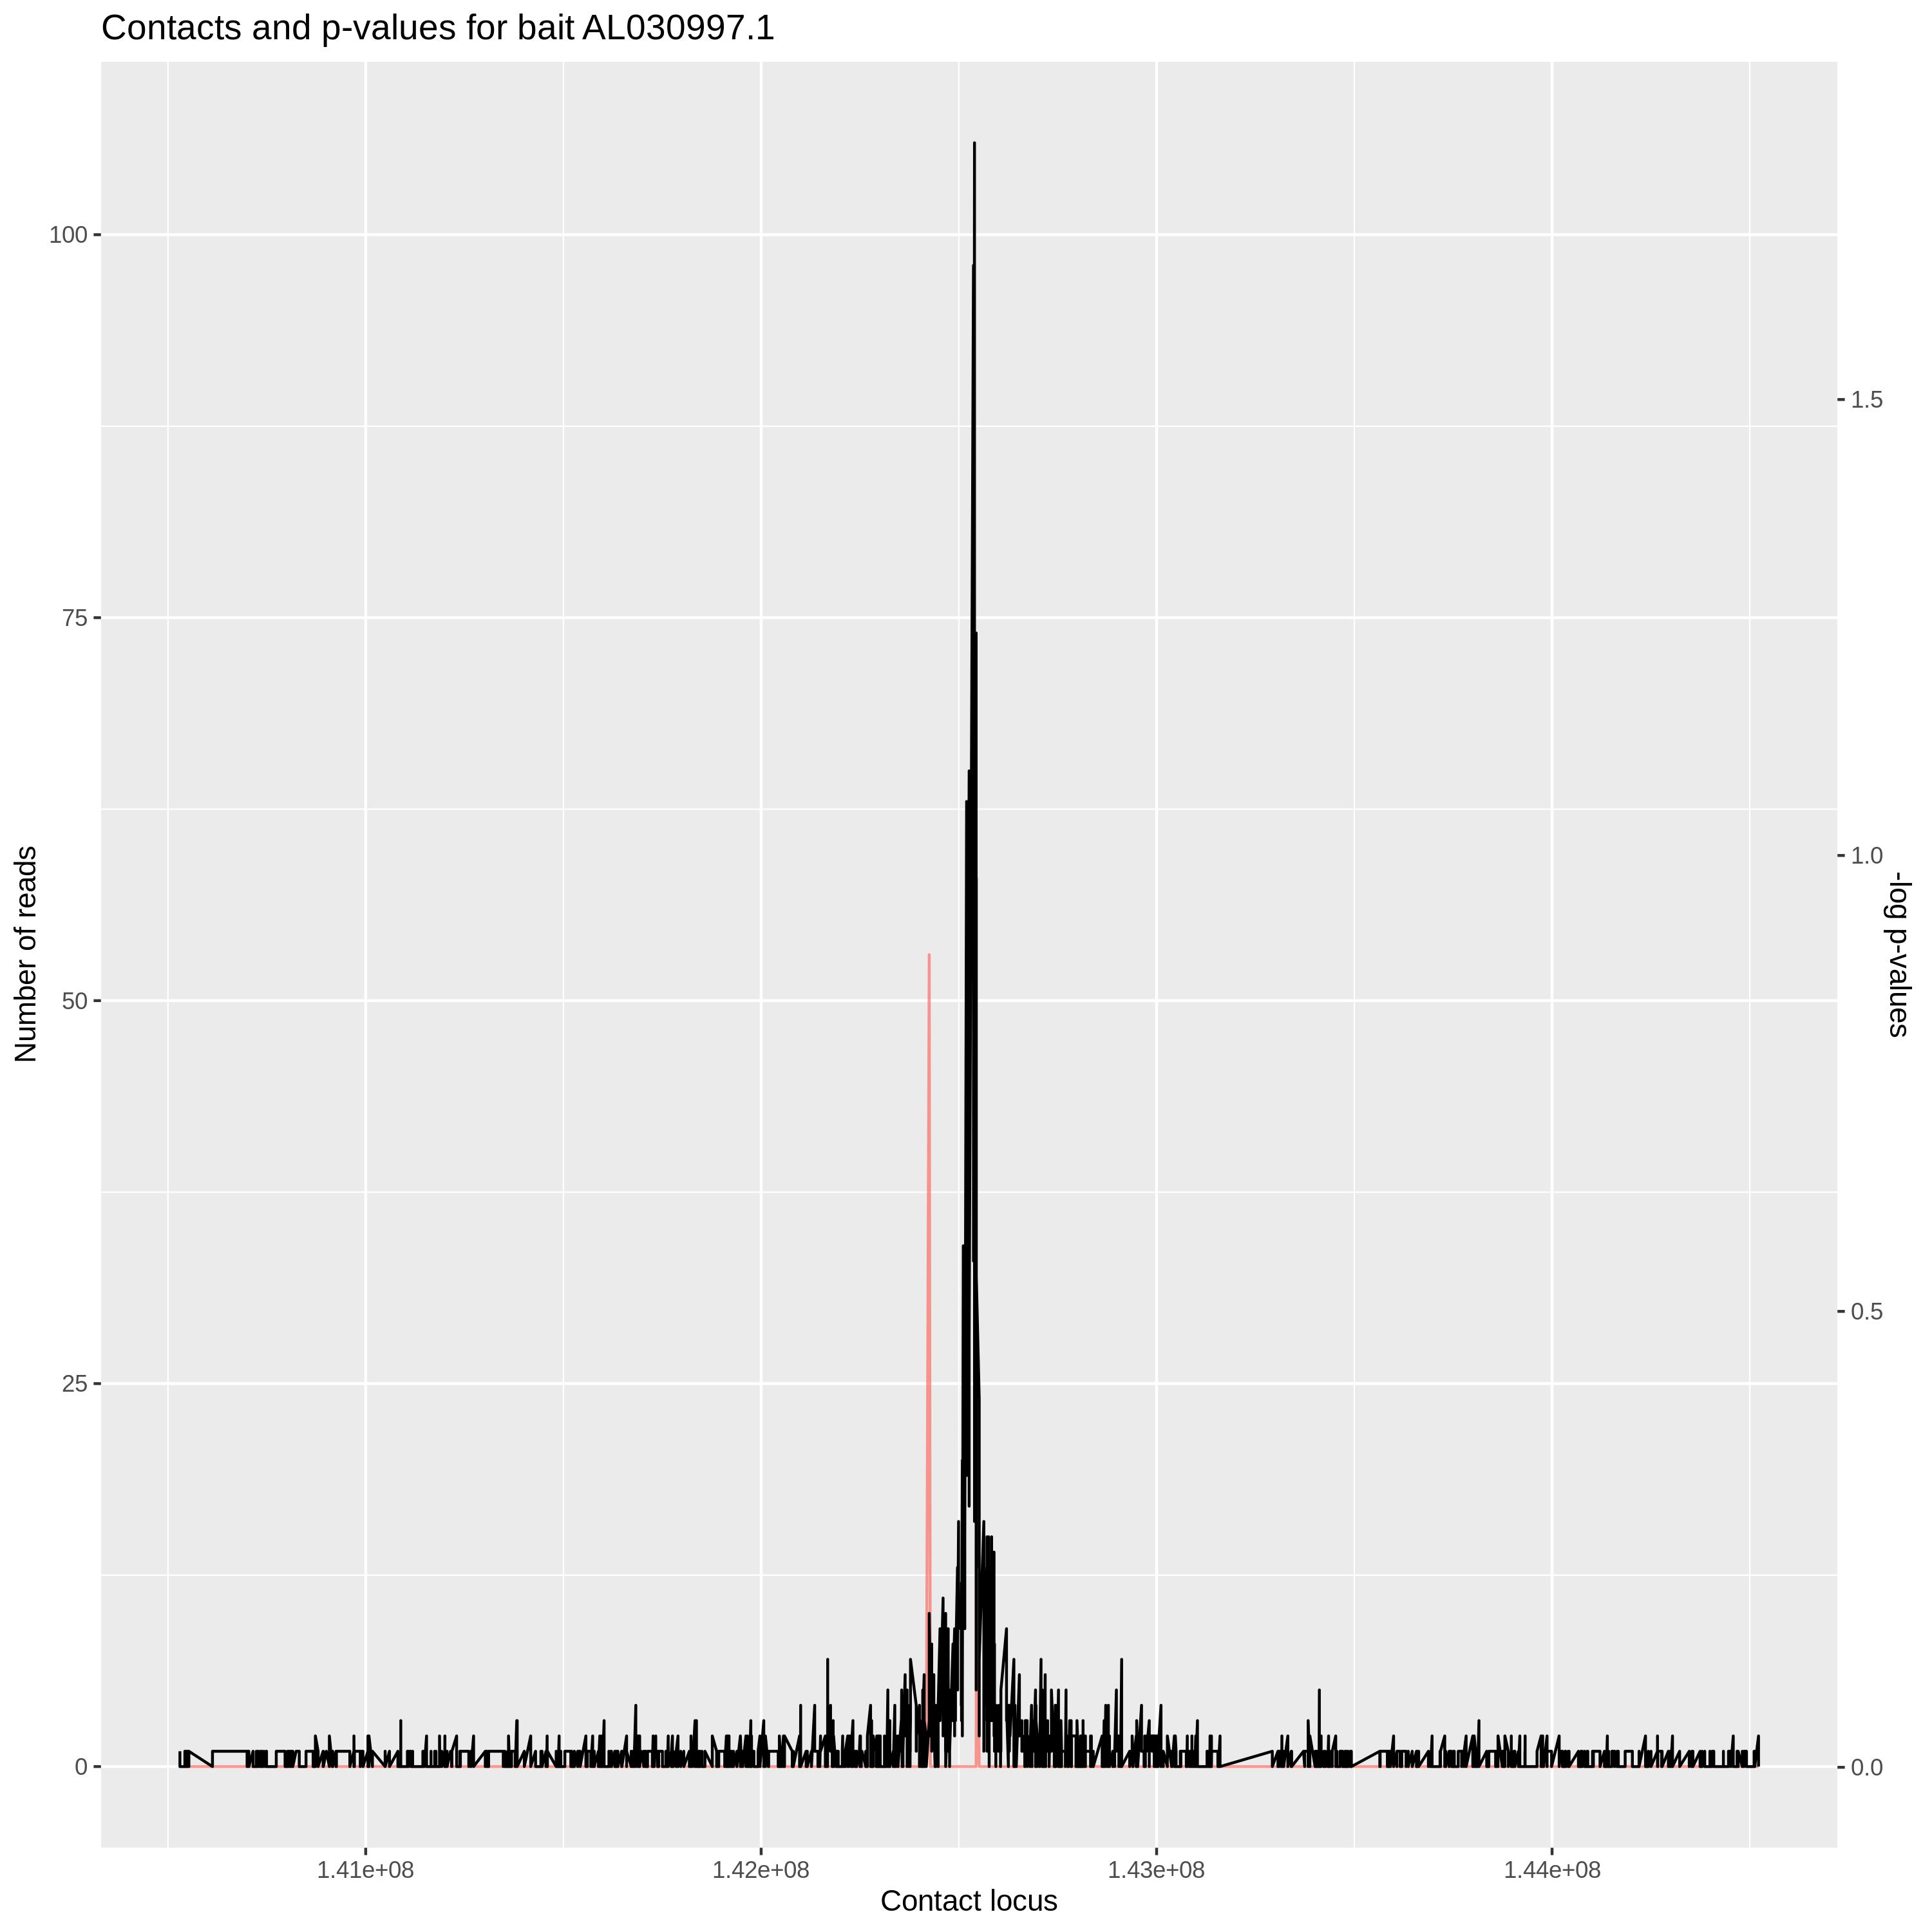 Contacts and p-values for bait AL030997.1
100
75
50
25
0
Number of reads
1.5
1.0
0.5
0.0
-log p-values
1.41e+08
1.42e+08
1.43e+08
1.44e+08
Contact locus